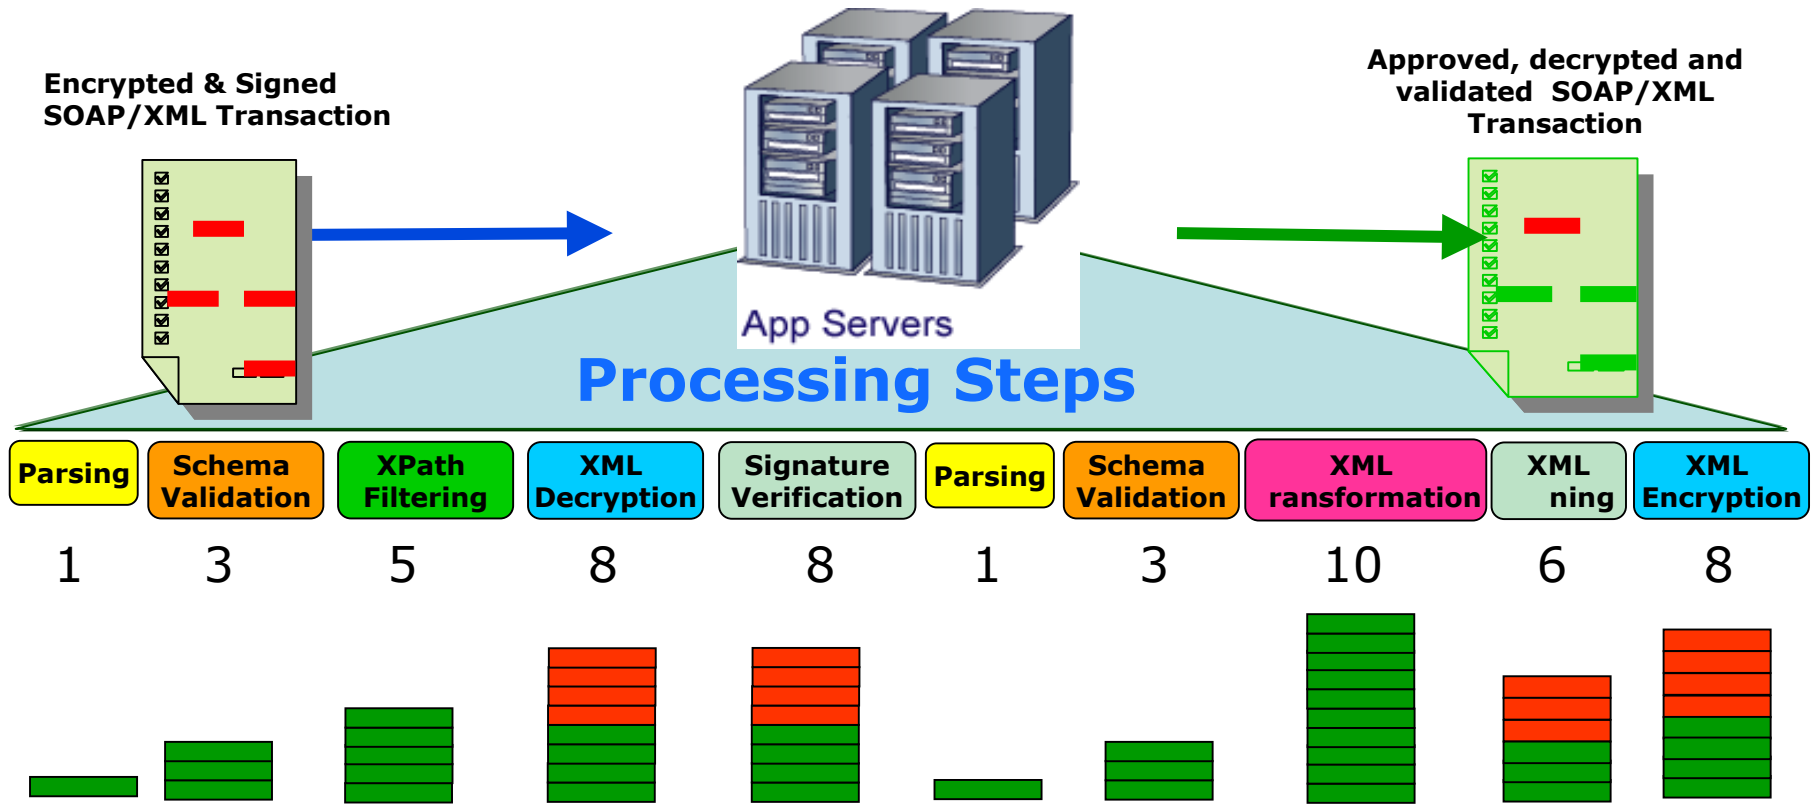 Encrypted & Signed
SOAP/XML Transaction
Approved, decrypted and
validated SOAP/XML
Transaction
App Servers
Processing Steps
Parsing
Schema
Validation
XPath
Filtering
XML
Decryption
Signature
Verification
Parsing
Schema
Validation
XML
ransformation
XML
ning
XML
Encryption
1 3 5 8 8 1 3 10 6 8